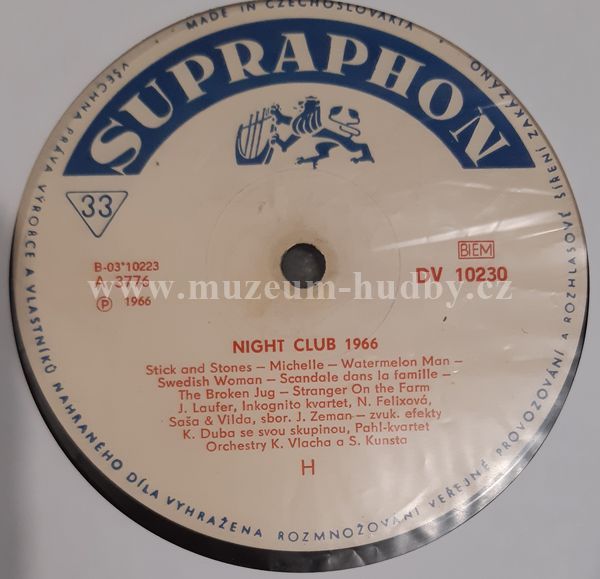 MADE IN CZECHOSLOVAKIA
SUPRAPHON
33
B-03*10223
A 3776
P 1966
BIEM
DV 10230
www.muzeum-hudby.cz
NIGHT CLUB 1966
Stick and Stones – Michelle – Watermelon Man –
Swedish Woman – Scandale dans la famille –
The Broken Jug – Stranger On the Farm
J. Laufer, Inkognito kvartet, N. Felixová,
Saša & Vilda, sbor. J. Zeman – zvuk. efekty
K. Duba se svou skupinou, Pahl-kvartet
Orchestry K. Vlacha a S. Kunsta
H
VŠECHNA PRÁVA VÝROBCE A VLASTNÍKŮ NAHRANÉHO DÍLA VYHRAŽENA ROZMNOŽOVÁNÍ VEŘEJNÉ PROVOZOVÁNÍ A ROZHLASOVÉ ŠÍŘENÍ ZAKÁZÁNO